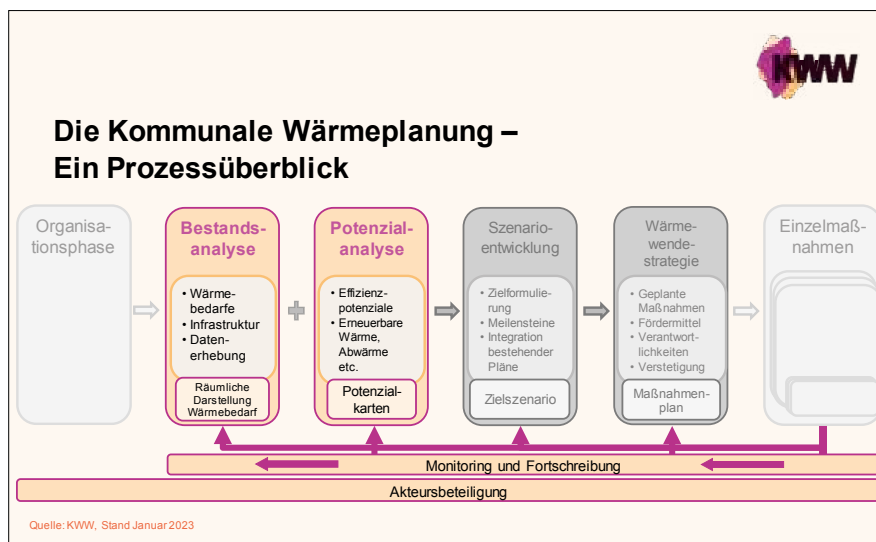 KWW
Die Kommunale Wärmeplanung –
Ein Prozessüberblick
Organisa-
tionsphase
Bestands-
analyse
• Wärme-
bedarfe
• Infrastruktur
• Daten-
erhebung
Räumliche
Darstellung
Wärmebedarf
Potenzial-
analyse
• Effizienz-
potenziale
• Erneuerbare
Wärme,
Abwärme
etc.
Potenzial-
karten
Szenario-
entwicklung
• Zielformulie-
rung
• Meilensteine
• Integration
bestehender
Pläne
Zielszenario
Wärme-
wende-
strategie
• Geplante
Maßnahmen
• Fördermittel
• Verantwort-
lichkeiten
• Verstetigung
Maßnahmen-
plan
Einzelmaß-
nahmen
Monitoring und Fortschreibung
Akteursbeteiligung
Quelle: KWW, Stand Januar 2023